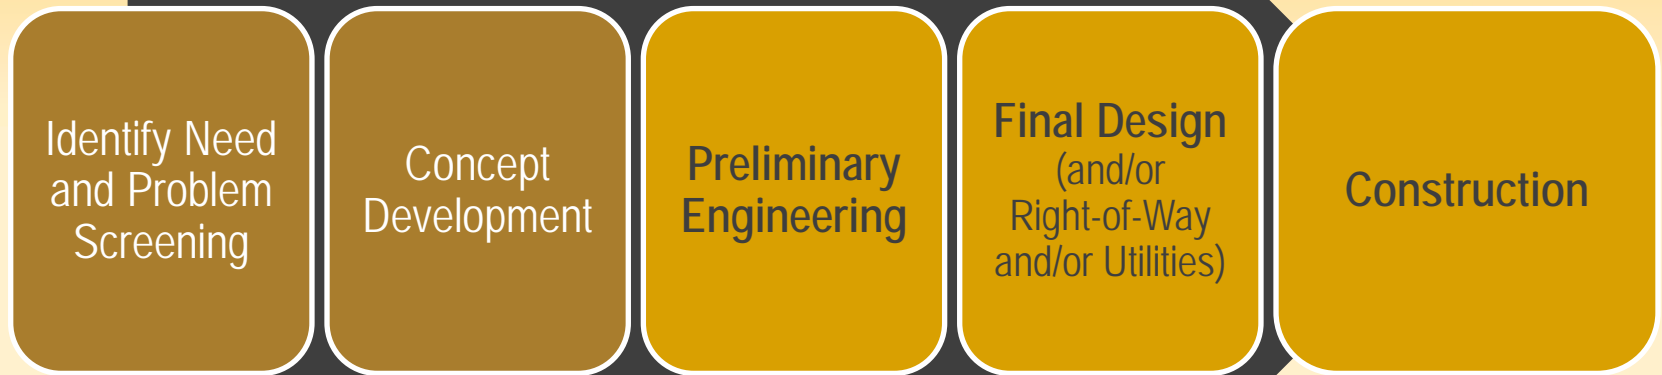 Identify Need
and Problem
Screening
Concept
Development
Preliminary
Engineering
Final Design
(and/or
Right-of-Way
and/or Utilities)
Construction